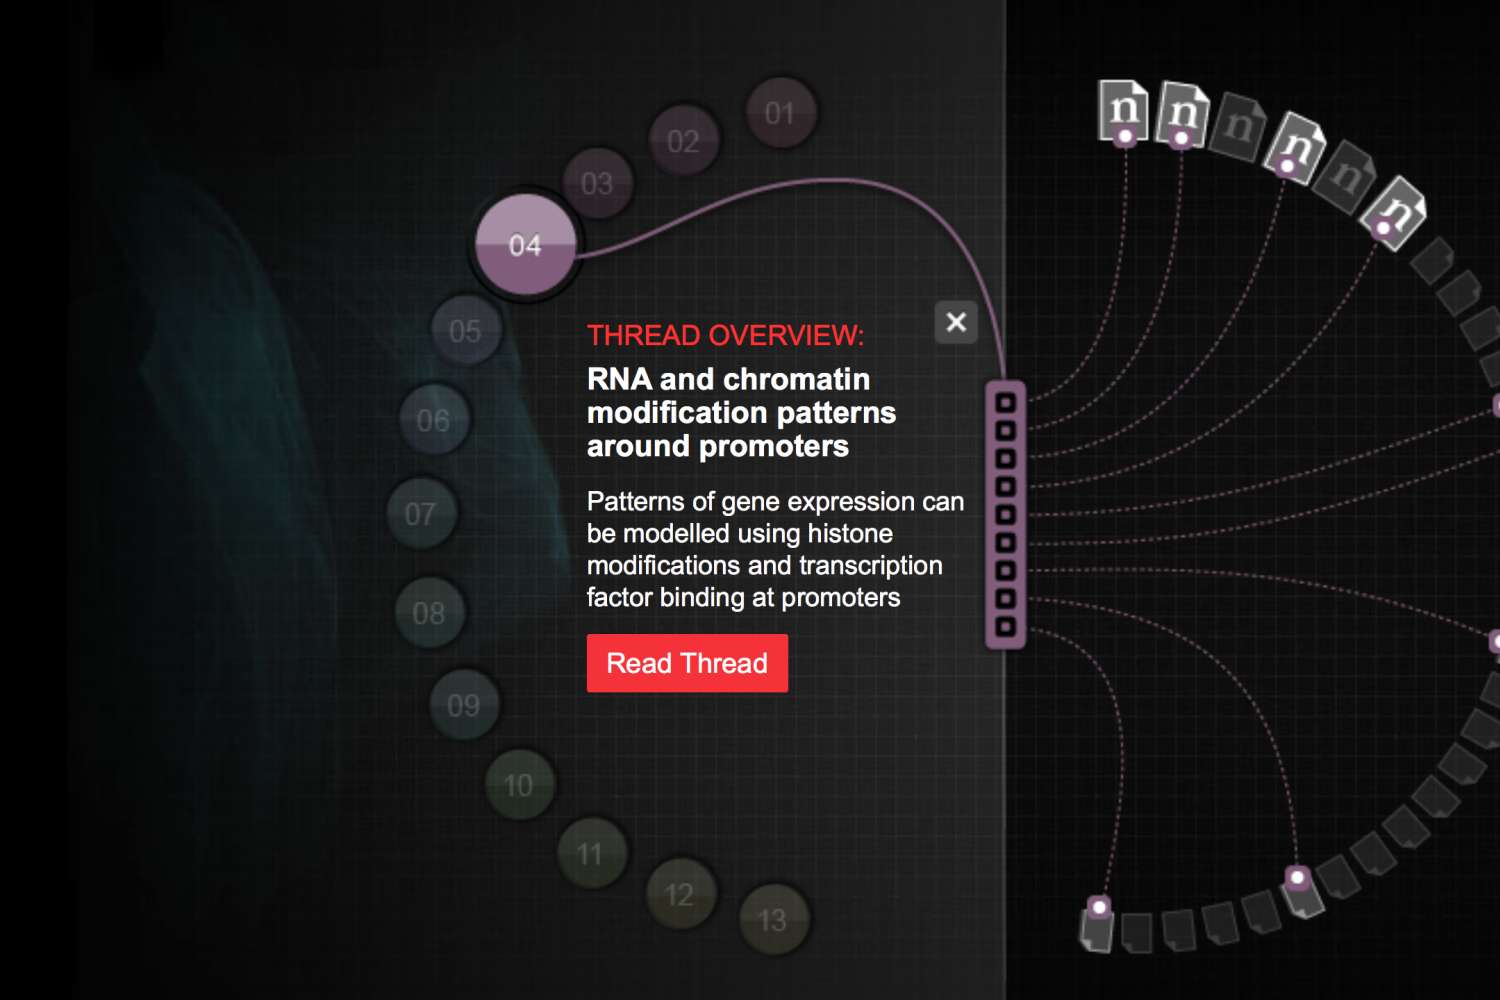 01
02
03
04
05
06
07
08
09
10
11
12
13
THREAD OVERVIEW:
RNA and chromatin
modification patterns
around promoters
Patterns of gene expression can
be modelled using histone
modifications and transcription
factor binding at promoters
Read Thread
n
n
n
n
n
n